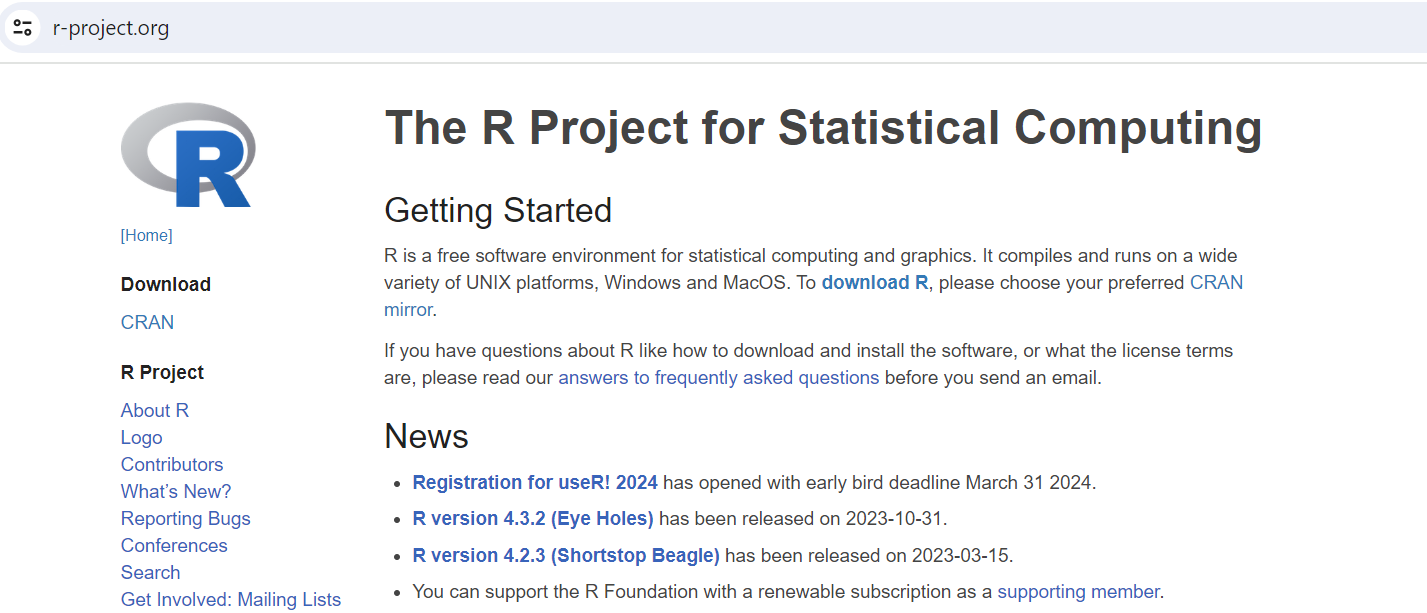 r-project.org
R
[Home]
Download
CRAN
R Project
About R
Logo
Contributors
What's New?
Reporting Bugs
Conferences
Search
Get Involved: Mailing Lists
The R Project for Statistical Computing
Getting Started
R is a free software environment for statistical computing and graphics. It compiles and runs on a wide
variety of UNIX platforms, Windows and MacOS. To download R, please choose your preferred CRAN
mirror.
If you have questions about R like how to download and install the software, or what the license terms
are, please read our answers to frequently asked questions before you send an email.
News
• Registration for useR! 2024 has opened with early bird deadline March 31 2024.
• R version 4.3.2 (Eye Holes) has been released on 2023-10-31.
• R version 4.2.3 (Shortstop Beagle) has been released on 2023-03-15.
• You can support the R Foundation with a renewable subscription as a supporting member.